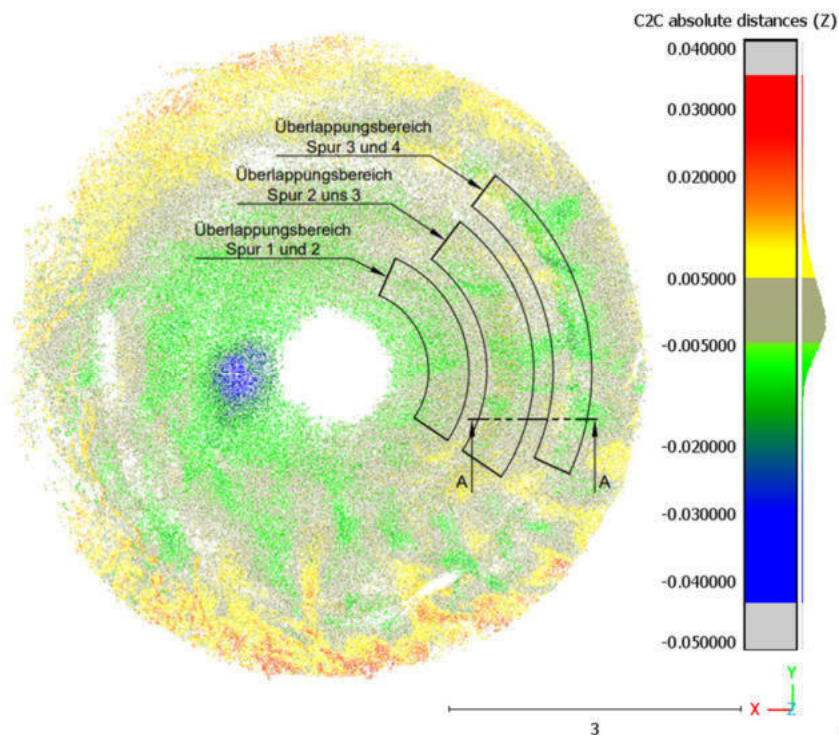 C2C absolute distances (Z)
0.040000
0.030000
0.020000
0.005000
-0.005000
-0.020000
-0.030000
-0.040000
-0.050000
Überlappungsbereich
Spur 3 und 4
Überlappungsbereich
Spur 2 uns 3
Überlappungsbereich
Spur 1 und 2
A
A
Y
X
Z
3